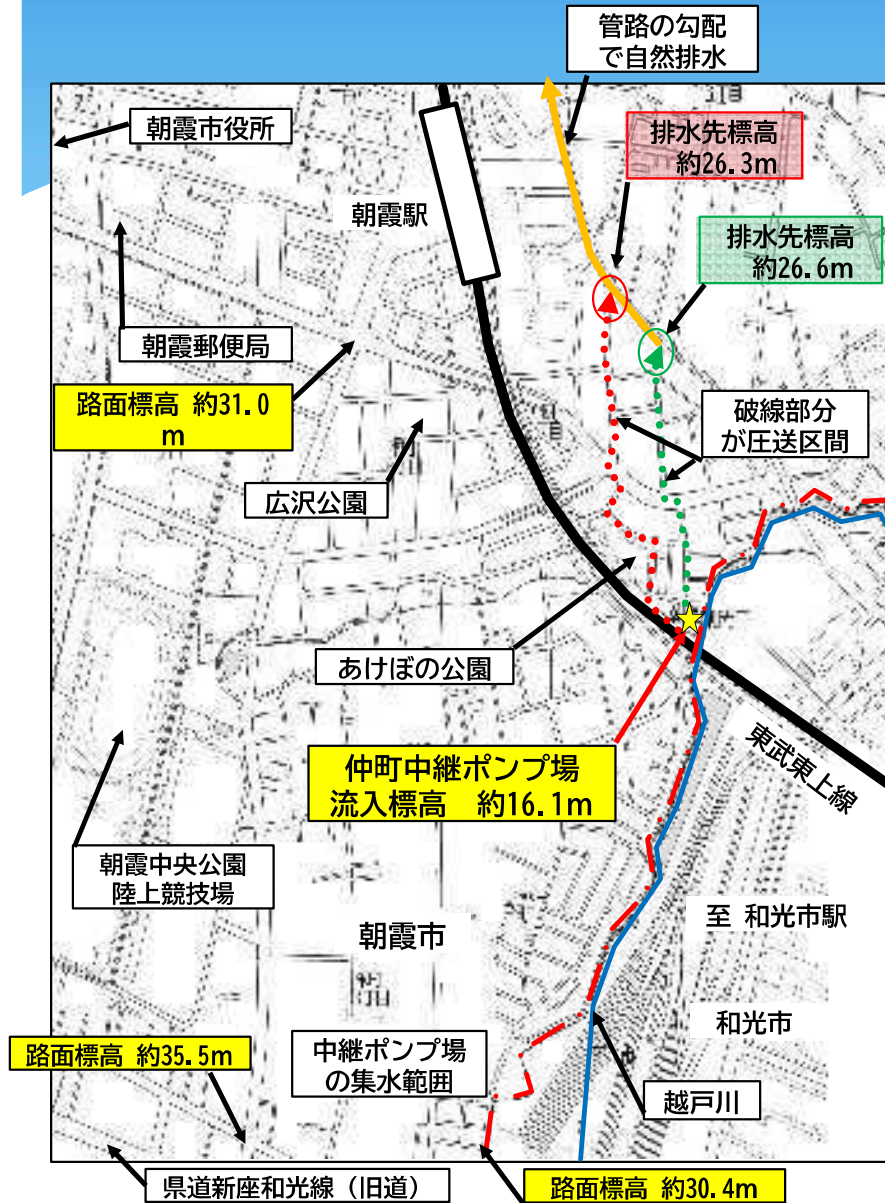 管路の勾配
で自然排水
朝霞市役所
排水先標高
約26.3m
朝霞駅
排水先標高
約26.6m
朝霞郵便局
路面標高 約31.0
m
破線部分
が圧送区間
広沢公園
あけぼの公園
仲町中継ポンプ場
流入標高 約16.1m
東武東上線
朝霞中央公園
陸上競技場
至 和光市駅
朝霞市
和光市
路面標高 約35.5m
中継ポンプ場
の集水範囲
越戸川
県道新座和光線（旧道）
路面標高 約30.4m